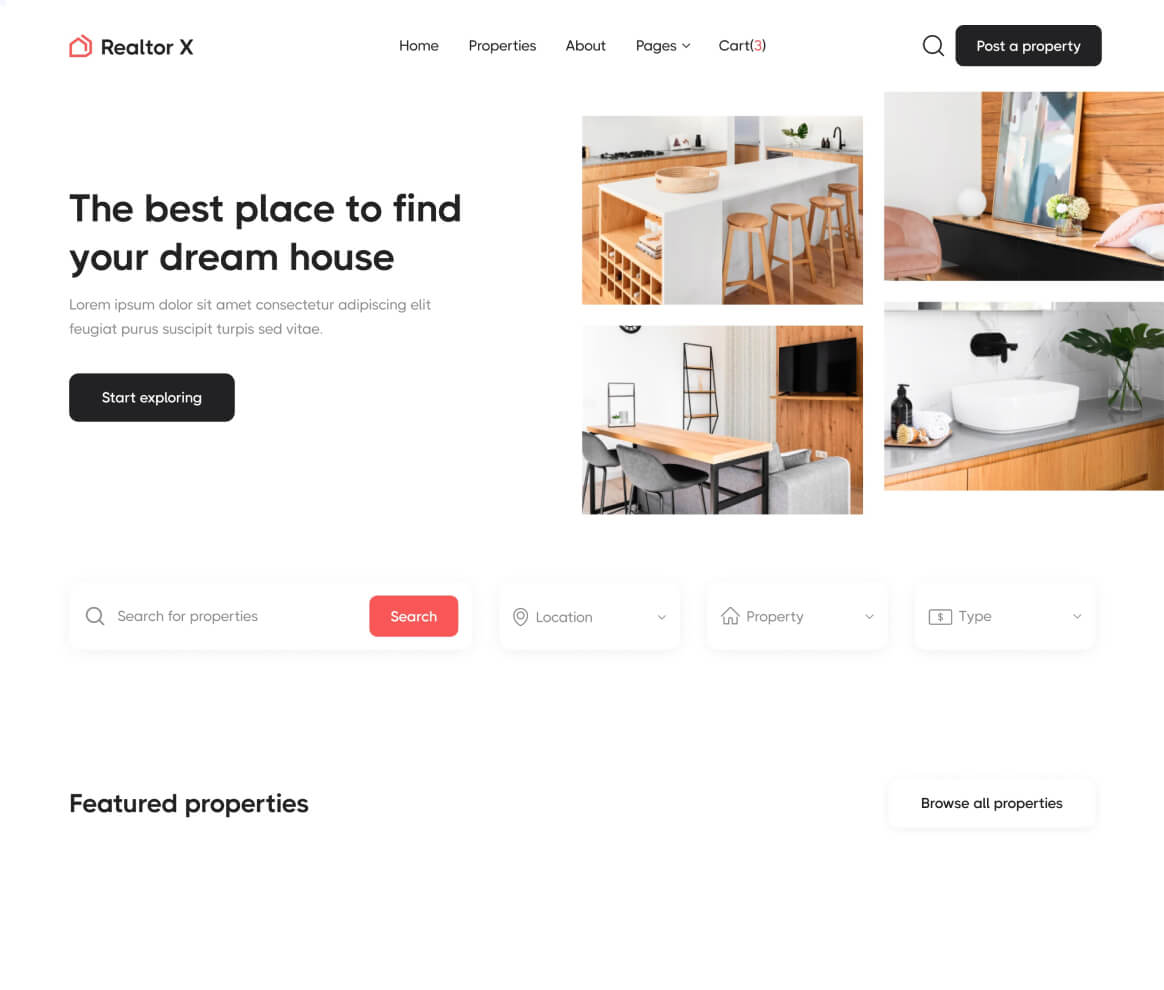 Realtor X
Home Properties About Pages Cart(3)
Post a property
The best place to find
your dream house
Lorem ipsum dolor sit amet consectetur adipiscing elit
feugiat purus suscipit turpis sed vitae.
Start exploring
Search for properties
Search
Location
Property
$ Type
Featured properties
Browse all properties